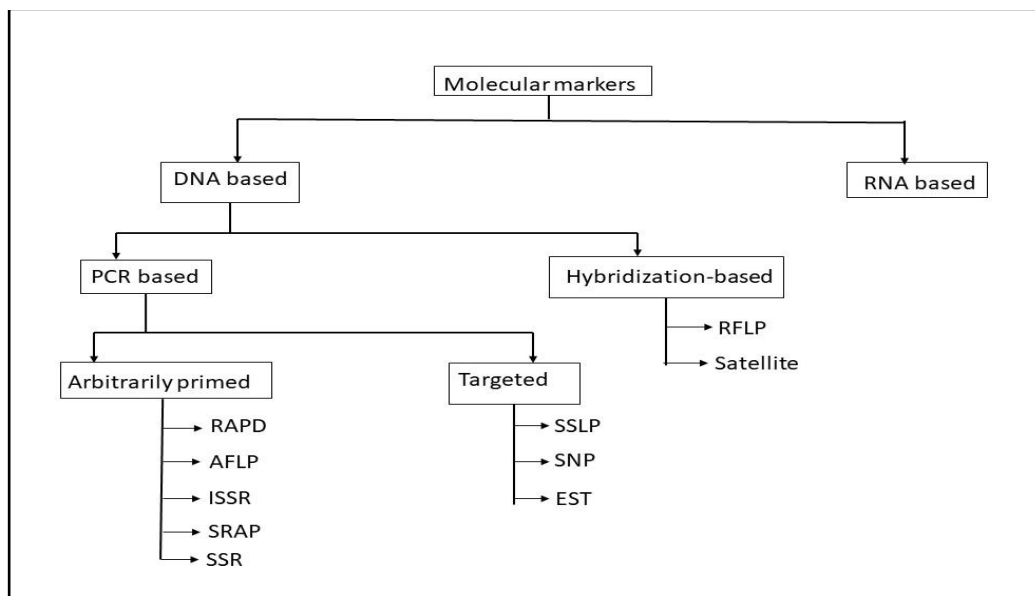 Molecular markers
DNA based
RNA based
PCR based
Hybridization-based
RFLP
Satellite
Arbitrarily primed
Targeted
RAPD
AFLP
ISSR
SRAP
SSR
SSLP
SNP
EST